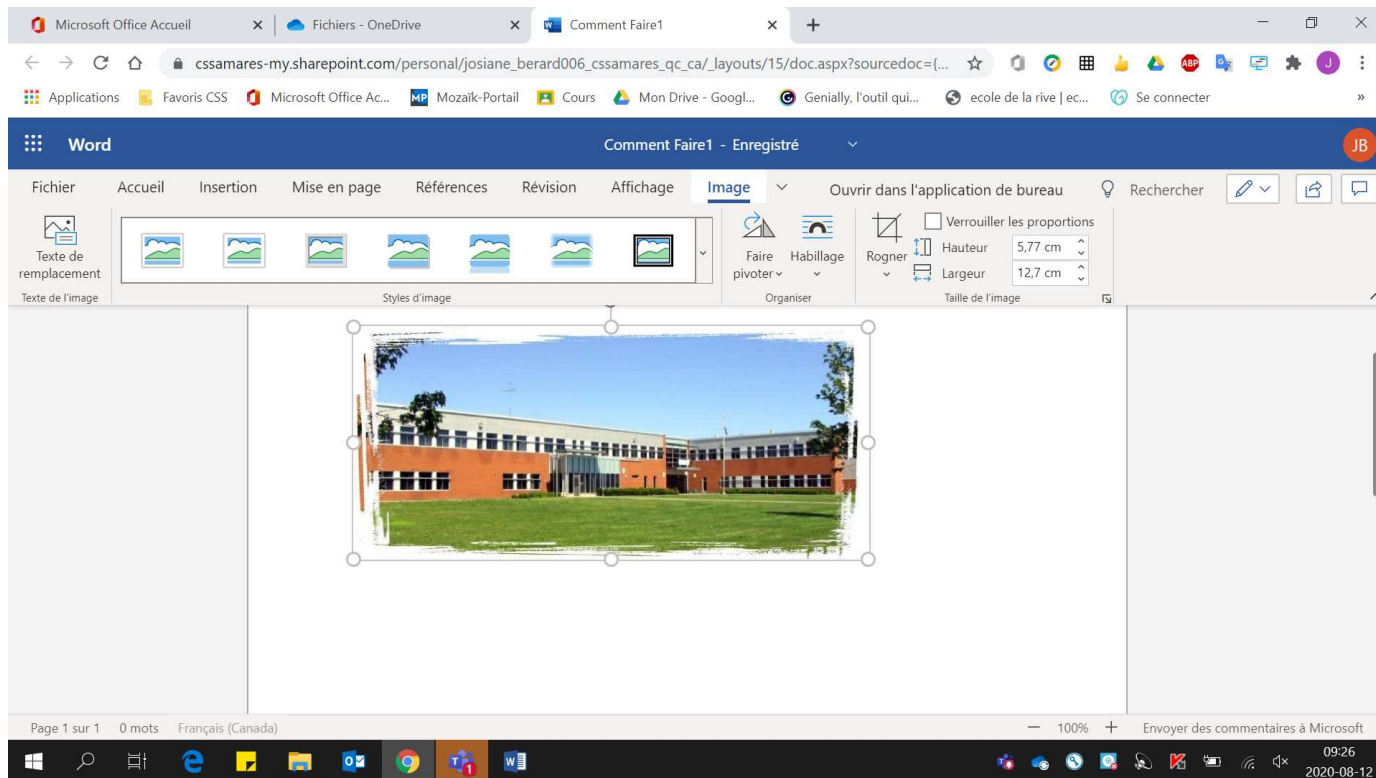 Microsoft Office Accueil
Fichiers - OneDrive
Comment Faire1
cssamares-my.sharepoint.com/personal/josiane_berard006_cssamares_qc_ca/_layouts/15/doc.aspx?sourcedoc={...
ABP
J
Applications
Favoris CSS
Microsoft Office Ac...
MP Mozaïk-Portail
Cours
Mon Drive - Googl...
Genially, l'outil qui...
ecole de la rive | ec...
Se connecter
»
Word
Comment Faire1 - Enregistré
JB
Fichier
Accueil
Insertion
Mise en page
Références
Révision
Affichage
Image
Ouvrir dans l'application de bureau
Rechercher
Texte de
remplacement
Faire
pivoter
Habillage
Rogner
Verrouiller les proportions
Hauteur 5,77 cm
Largeur 12,7 cm
Texte de l'image
Styles d'image
Organiser
Taille de l'image
Page 1 sur 1
0 mots
Français (Canada)
100%
Envoyer des commentaires à Microsoft
09:26
2020-08-12